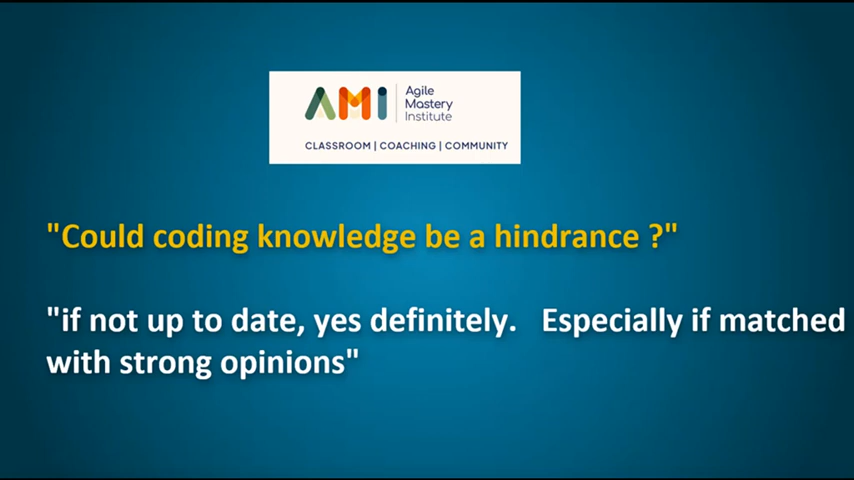 AMi
Agile
Mastery
Institute
CLASSROOM | COACHING | COMMUNITY
"Could coding knowledge be a hindrance ?"
"if not up to date, yes definitely.   Especially if matched
with strong opinions"